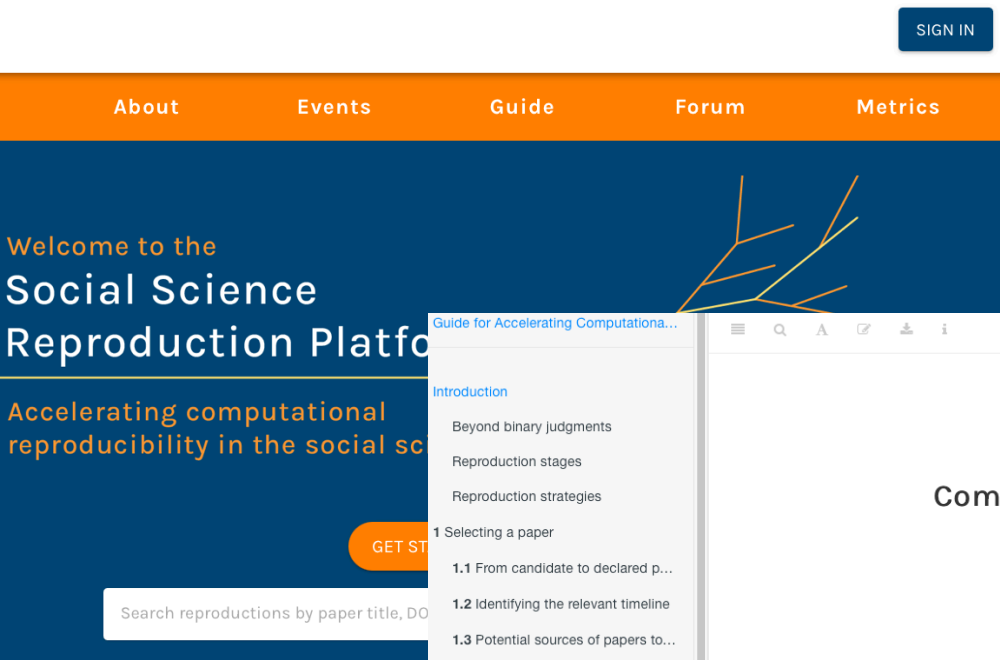 SIGN IN
About
Events
Guide
Forum
Metrics
Welcome to the
Social Science
Reproduction Platfo
Accelerating computational
reproducibility in the social sci
GET ST
Search reproductions by paper title, DO
Guide for Accelerating Computationa...
Introduction
Beyond binary judgments
Reproduction stages
Reproduction strategies
1 Selecting a paper
1.1 From candidate to declared p...
1.2 Identifying the relevant timeline
1.3 Potential sources of papers to...
A
i
Com